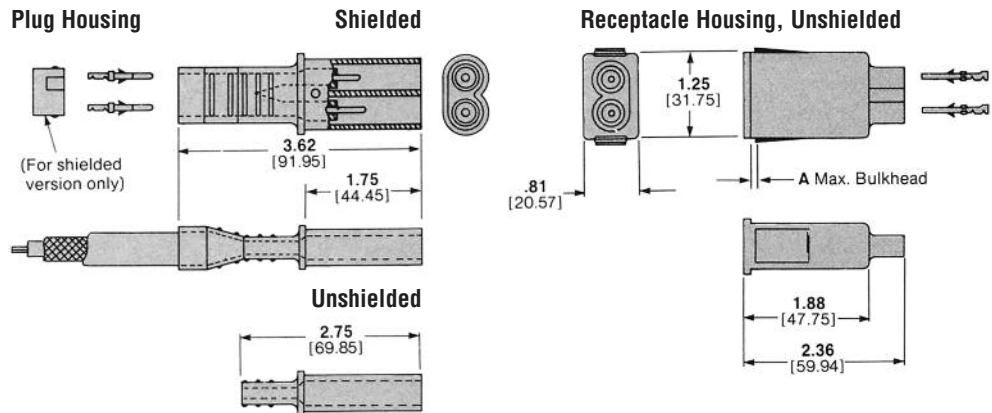 Plug Housing
Shielded
Receptacle Housing, Unshielded
1.25
[31.75]
3.62
[91.95]
(For shielded
version only)
1.75
[44.45]
.81
[20.57]
A Max. Bulkhead
Unshielded
2.75
[69.85]
1.88
[47.75]
2.36
[59.94]